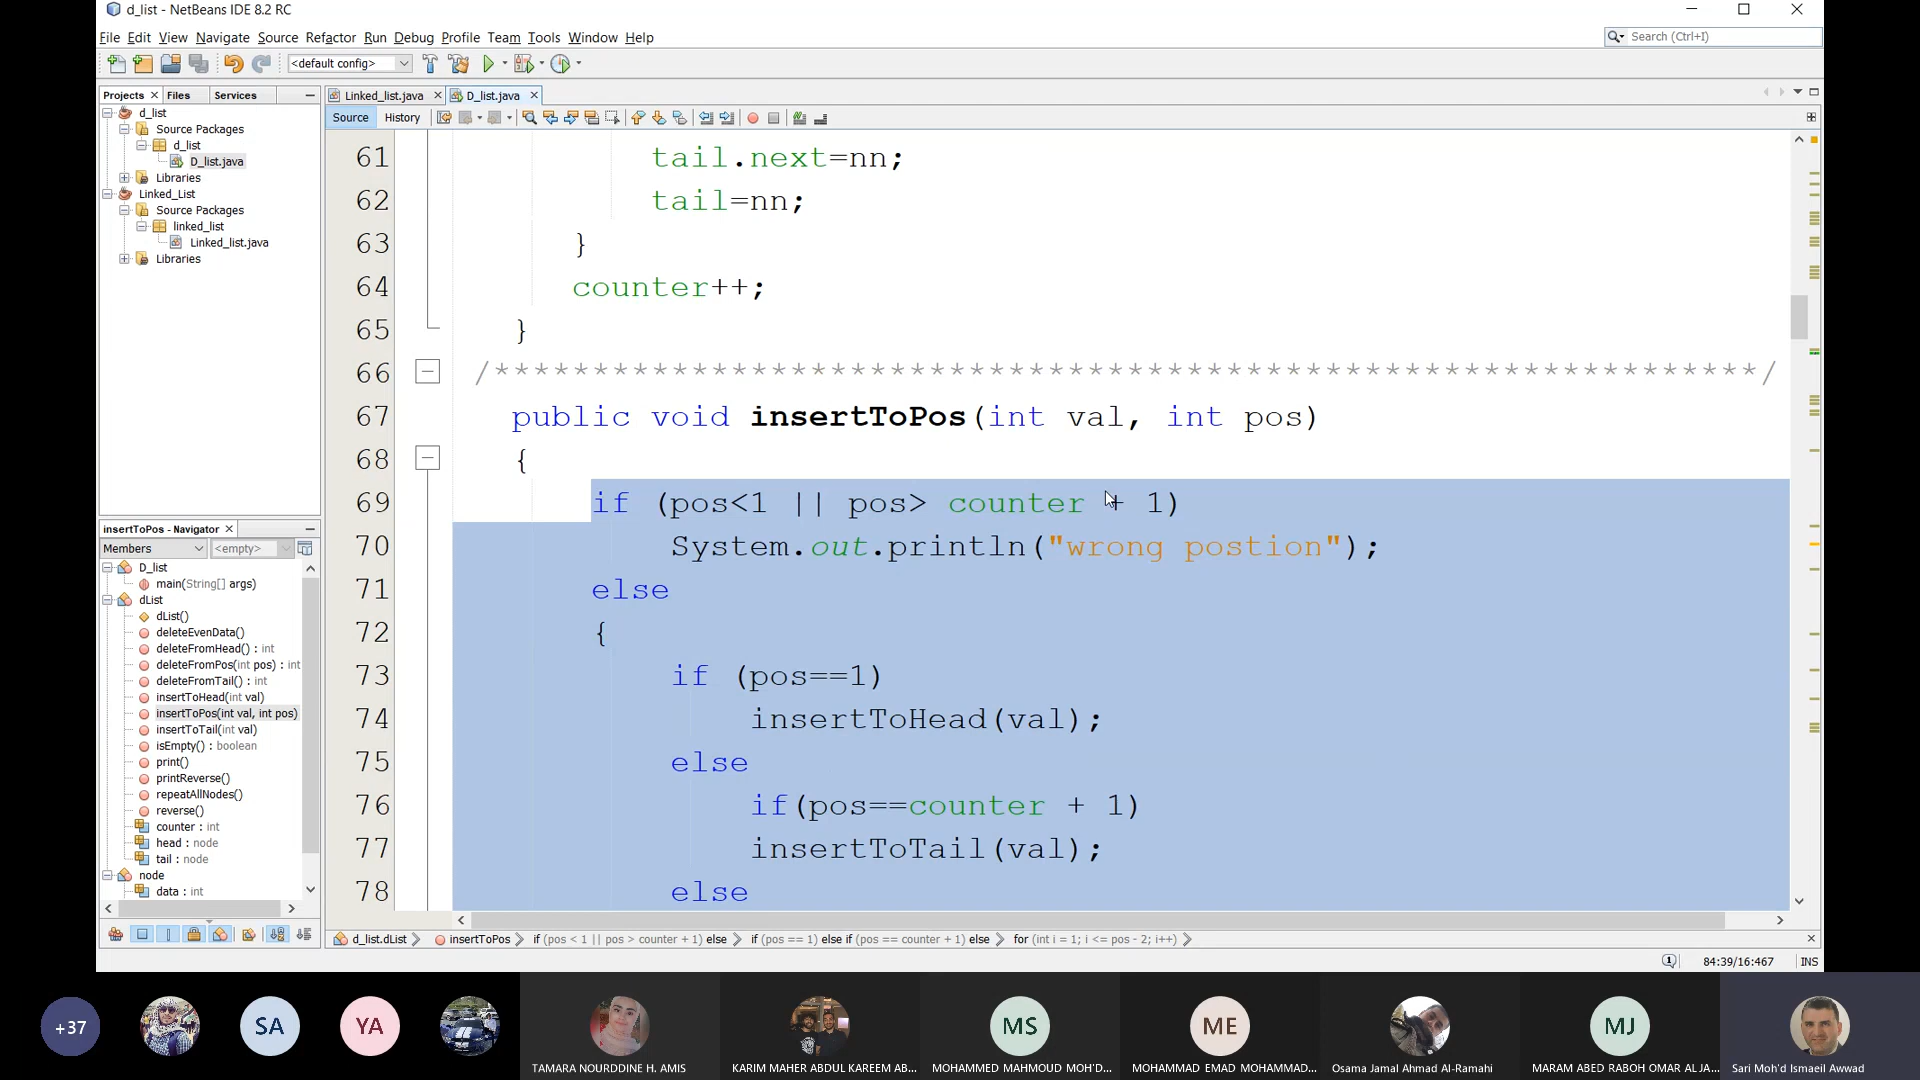 d_list - NetBeans IDE 8.2 RC
File Edit View Navigate Source Refactor Run Debug Profile Team Tools Window Help
Search (Ctrl+I)
<default config>
Projects Files Services
d_list
Source Packages
d_list
D_list.java
Libraries
Linked_List
Source Packages
linked_list
Linked_list.java
Libraries
insertToPos - Navigator
Members <empty>
D_list
main(String[] args)
dList
dList()
deleteEvenData()
deleteFromHead() : int
deleteFromPos(int pos) : int
deleteFromTail() : int
insertToHead(int val)
insertToPos(int val, int pos)
insertToTail(int val)
isEmpty() : boolean
print()
printReverse()
repeatAllNodes()
reverse()
counter : int
head : node
tail : node
node
data : int
Linked_list.java D_list.java
Source History
61 tail.next=nn;
62 tail=nn;
63 }
64 counter++;
65 }
66 /****************************************************************/
67 public void insertToPos(int val, int pos)
68 {
69 if (pos<1 || pos> counter + 1)
70 System.out.println("wrong postion");
71 else
72 {
73 if (pos==1)
74 insertToHead(val);
75 else
76 if(pos==counter + 1)
77 insertToTail(val);
78 else
d_list.dList insertToPos if (pos < 1 || pos > counter + 1) else if (pos == 1) else if (pos == counter + 1) else for (int i = 1; i <= pos - 2; i++)
84:39/16:467 INS
+37
SA
YA
MS
ME
MJ
TAMARA NOURDDINE H. AMIS
KARIM MAHER ABDUL KAREEM AB...
MOHAMMED MAHMOUD MOH'D...
MOHAMMAD EMAD MOHAMMAD...
Osama Jamal Ahmad Al-Ramahi
MARAM ABED RABOH OMAR AL JA...
Sari Moh'd Ismaeil Awwad